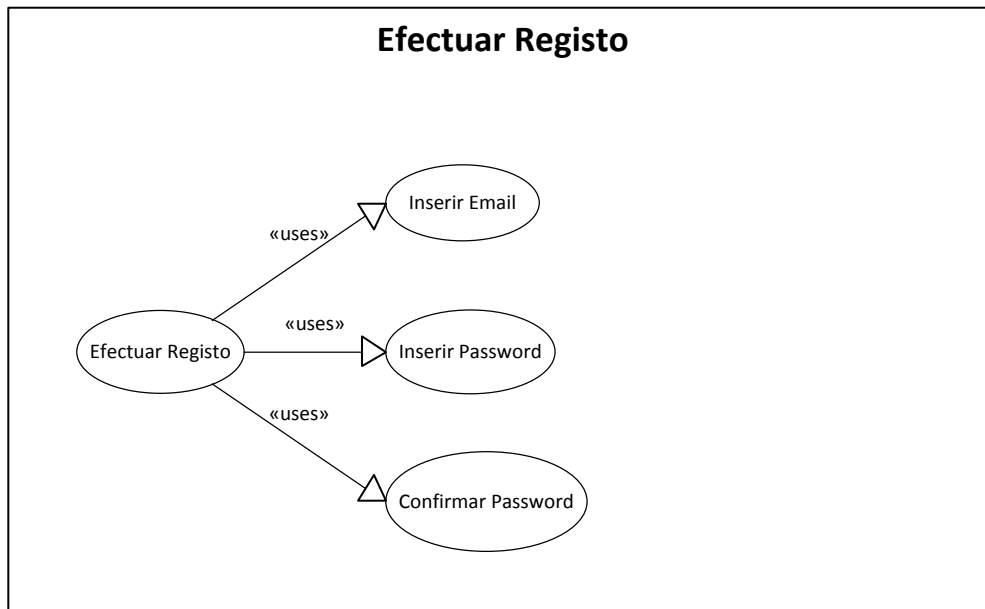 Efectuar Registo
Inserir Email
«uses»
«uses»
Efectuar Registo
Inserir Password
«uses»
Confirmar Password